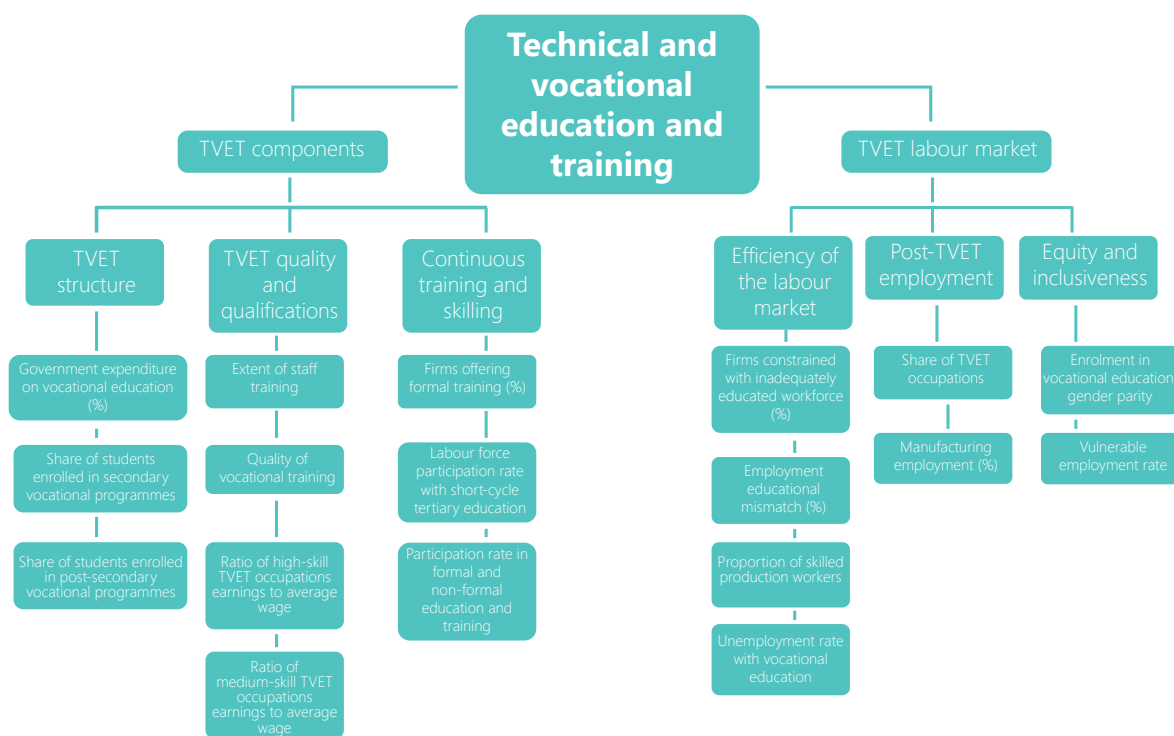 Technical and
vocational
education and
training
TVET components
TVET labour market
TVET
structure
TVET quality
and
qualifications
Continuous
training and
skilling
Efficiency of
the labour
market
Post-TVET
employment
Equity and
inclusiveness
Government expenditure
on vocational education
(%)
Share of students
enrolled in secondary
vocational programmes
Share of students enrolled
in post-secondary
vocational programmes
Extent of staff
training
Quality of
vocational training
Ratio of high-skill
TVET occupations
earnings to average
wage
Ratio of
medium-skill TVET
occupations
earnings to average
wage
Firms offering
formal training (%)
Labour force
participation rate
with short-cycle
tertiary education
Participation rate in
formal and
non-formal
education and
training
Firms constrained
with inadequately
educated workforce
(%)
Employment
educational
mismatch (%)
Proportion of skilled
production workers
Unemployment rate
with vocational
education
Share of TVET
occupations
Manufacturing
employment (%)
Enrolment in
vocational education,
gender parity
Vulnerable
employment rate